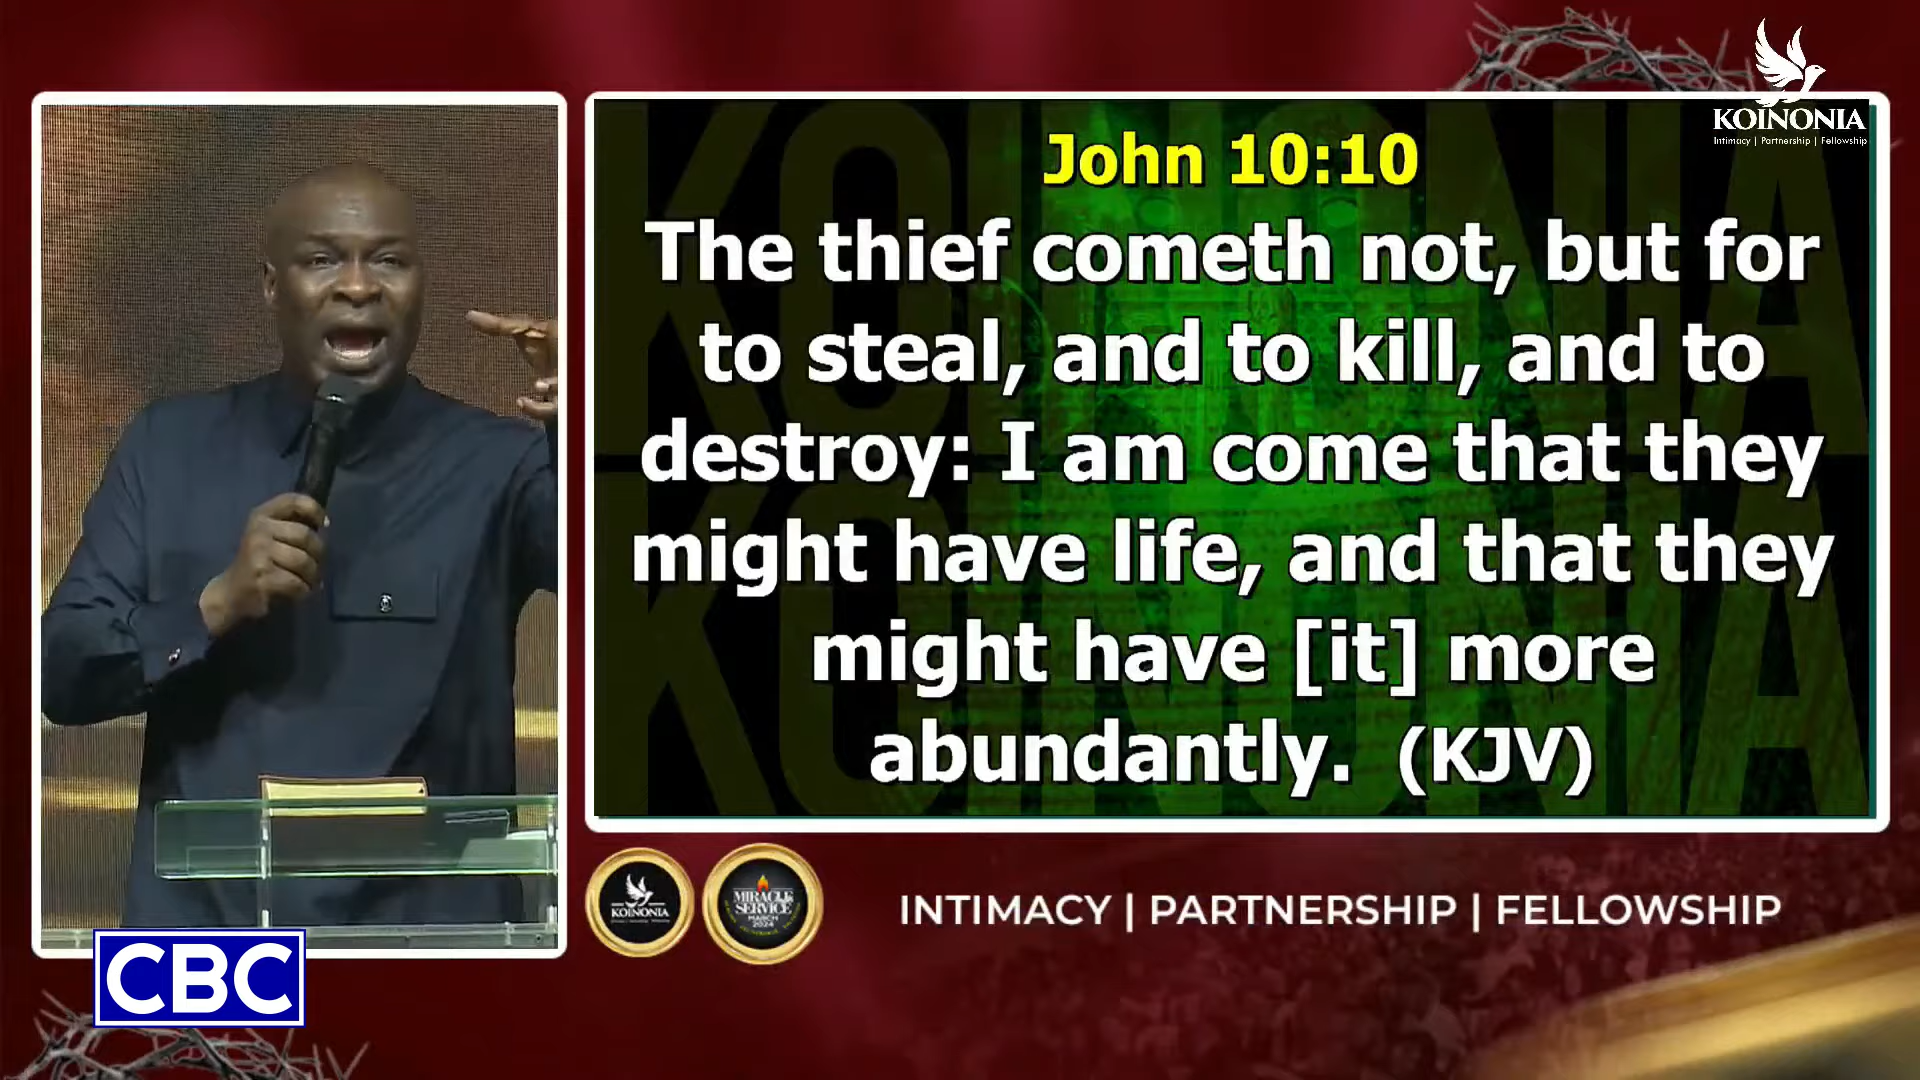 KOINONIA
Intimacy | Partnership | Fellowship
John 10:10
The thief cometh not, but for
to steal, and to kill, and to
destroy: I am come that they
might have life, and that they
might have [it] more
abundantly. (KJV)
KOINONIA
MIRACLE
SERVICE
MARCH
2024
INTIMACY | PARTNERSHIP | FELLOWSHIP
CBC